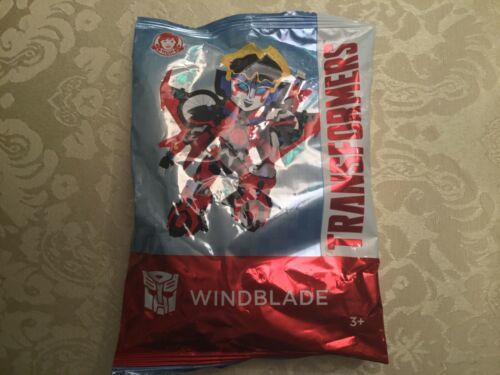 TRANSFORMERS
WINDBLADE
3+